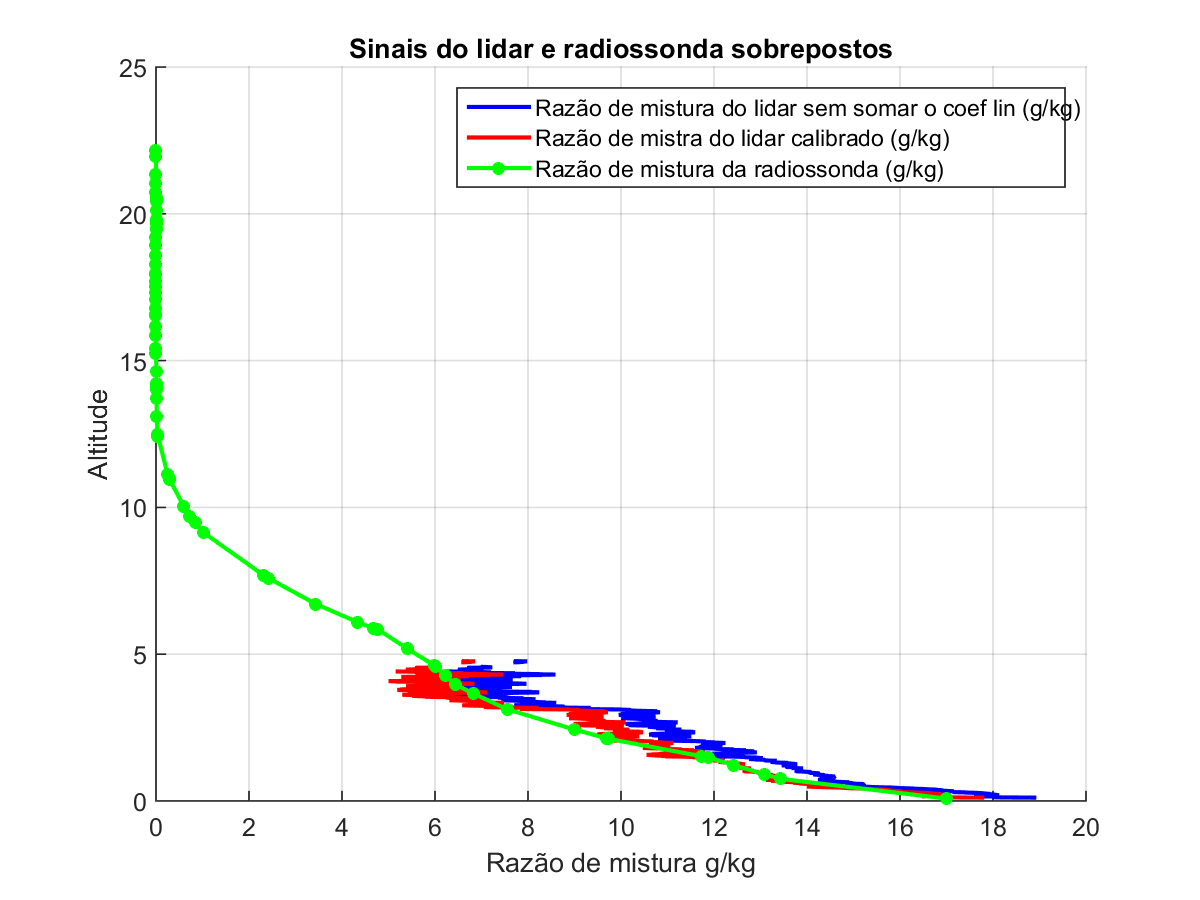 Sinais do lidar e radiossonda sobrepostos
25
Razão de mistura do lidar sem somar o coef lin (g/kg)
Razão de mistra do lidar calibrado (g/kg)
Razão de mistura da radiossonda (g/kg)
20
15
Altitude
10
5
0
0 2 4 6 8 10 12 14 16 18 20
Razão de mistura g/kg